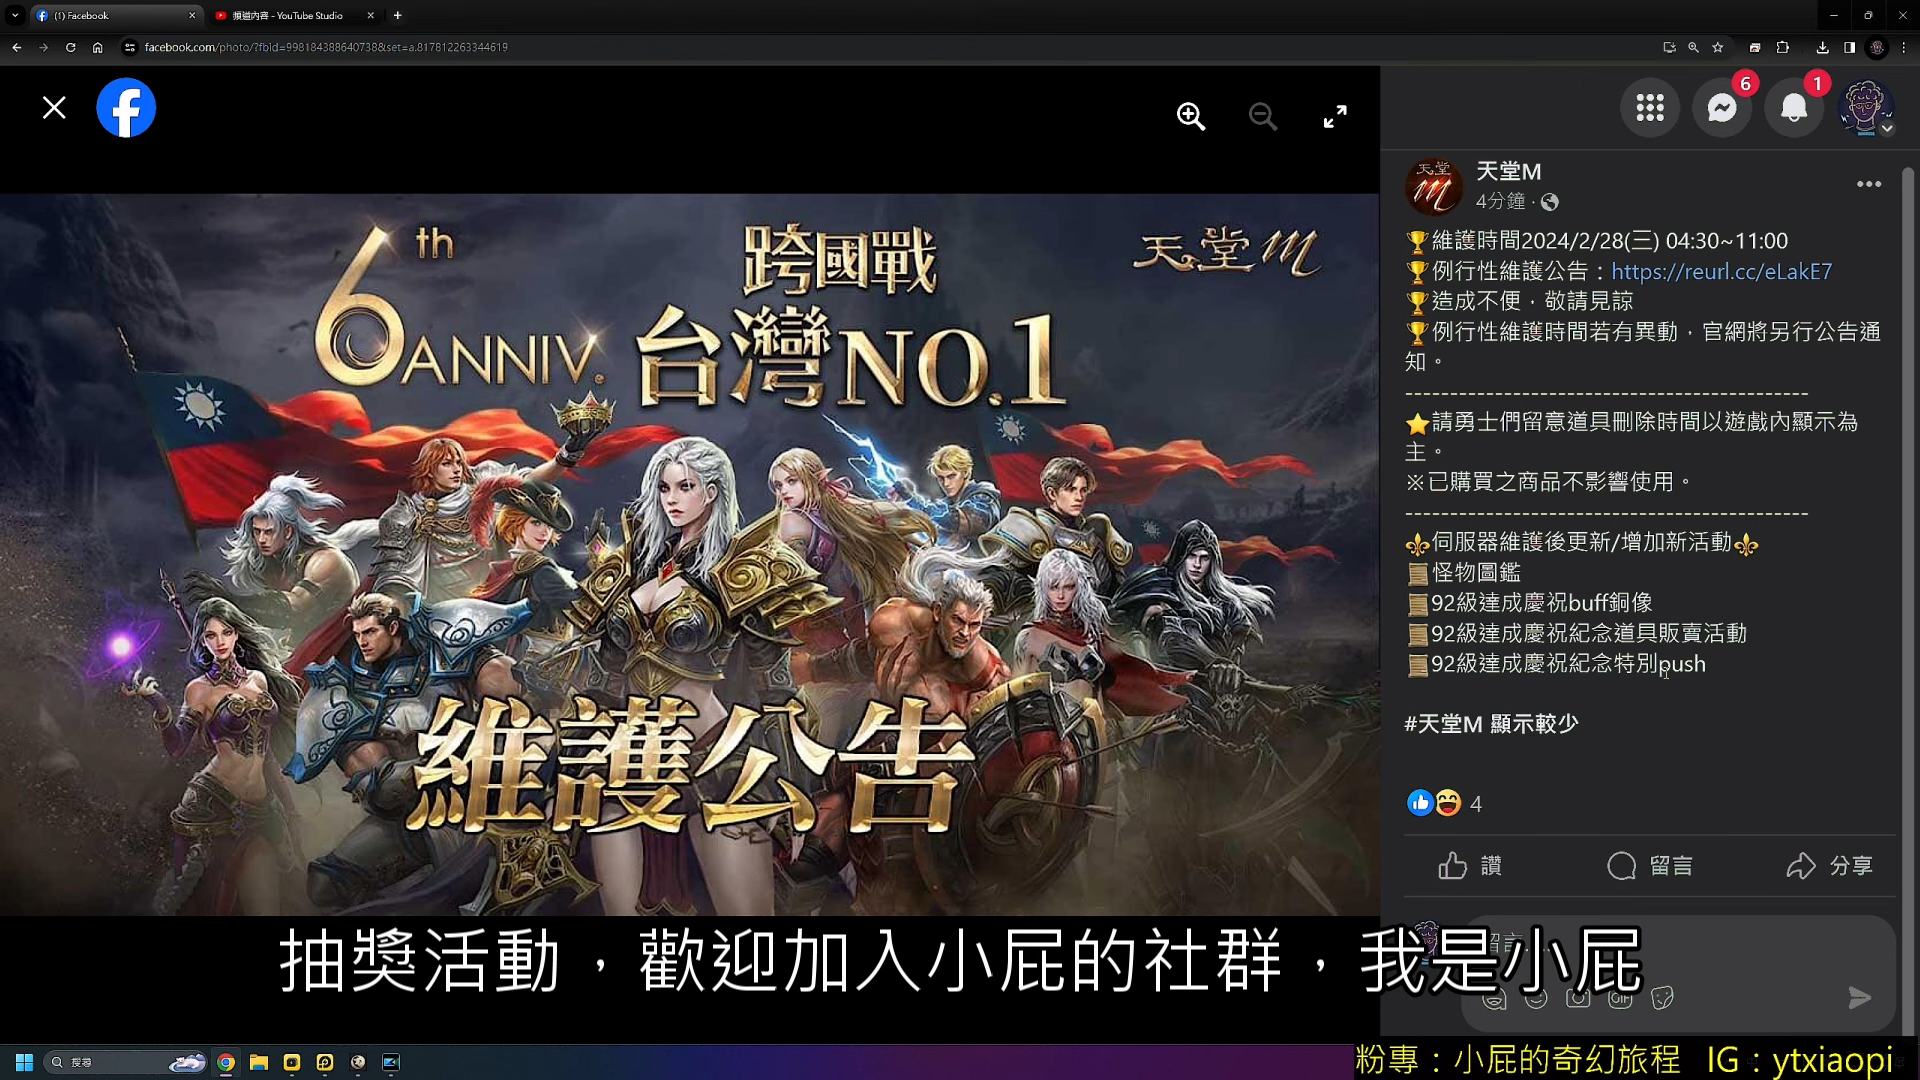 (1) Facebook
頻道內容 - YouTube Studio
facebook.com/photo/?fbid=998184388640738&set=a.817812263344619
6
1
6th ANNIV.
跨國戰
台灣NO.1
天堂M
維護公告
天堂M
天堂M
4分鐘 ·
🏆維護時間2024/2/28(三) 04:30~11:00
🏆例行性維護公告：https://reurl.cc/eLakE7
🏆造成不便，敬請見諒
🏆例行性維護時間若有異動，官網將另行公告通
知。
---------------------------------------------
⭐請勇士們留意道具刪除時間以遊戲內顯示為
主。
※已購買之商品不影響使用。
---------------------------------------------
⚜伺服器維護後更新/增加新活動⚜
📜怪物圖鑑
📜92級達成慶祝buff銅像
📜92級達成慶祝紀念道具販賣活動
📜92級達成慶祝紀念特別push
#天堂M 顯示較少
4
讚
留言
分享
抽獎活動，歡迎加入小屁的社群，我是小屁
GIF
搜尋
粉專：小屁的奇幻旅程 IG：ytxiaopi